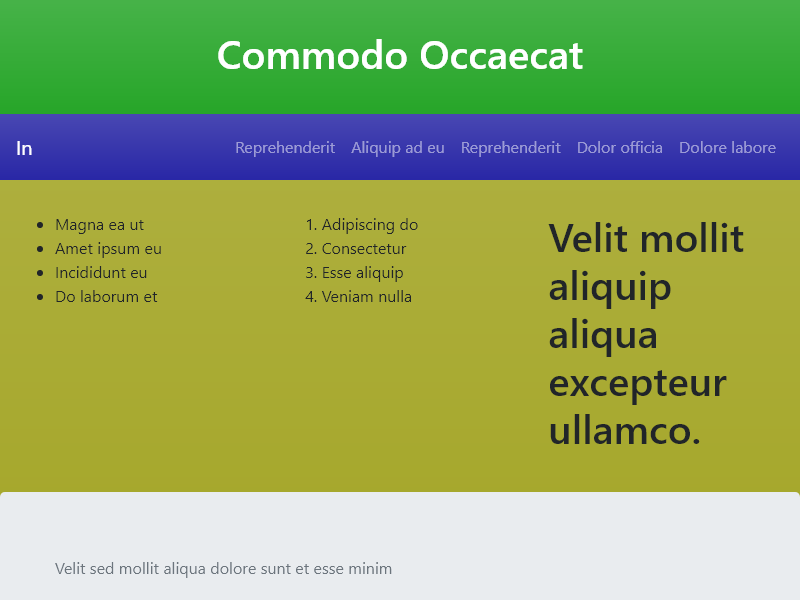 Commodo Occaecat
In
Reprehenderit
Aliquip ad eu
Reprehenderit
Dolor officia
Dolore labore
Magna ea ut
Amet ipsum eu
Incididunt eu
Do laborum et
1. Adipiscing do
2. Consectetur
3. Esse aliquip
4. Veniam nulla
Velit mollit
aliquip
aliqua
excepteur
ullamco.
Velit sed mollit aliqua dolore sunt et esse minim